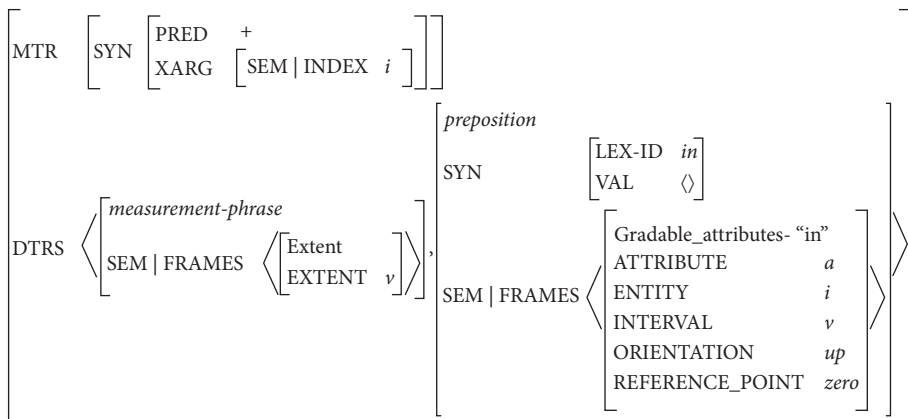 MTR [SYN [PRED +
XARG [SEM | INDEX i]]]
DTRS ⟨[measurement-phrase
SEM | FRAMES ⟨[Extent
EXTENT v]⟩],
[preposition
SYN [LEX-ID in
VAL ⟨⟩]
SEM | FRAMES ⟨[Gradable_attributes- “in”
ATTRIBUTE a
ENTITY i
INTERVAL v
ORIENTATION up
REFERENCE_POINT zero]⟩]⟩